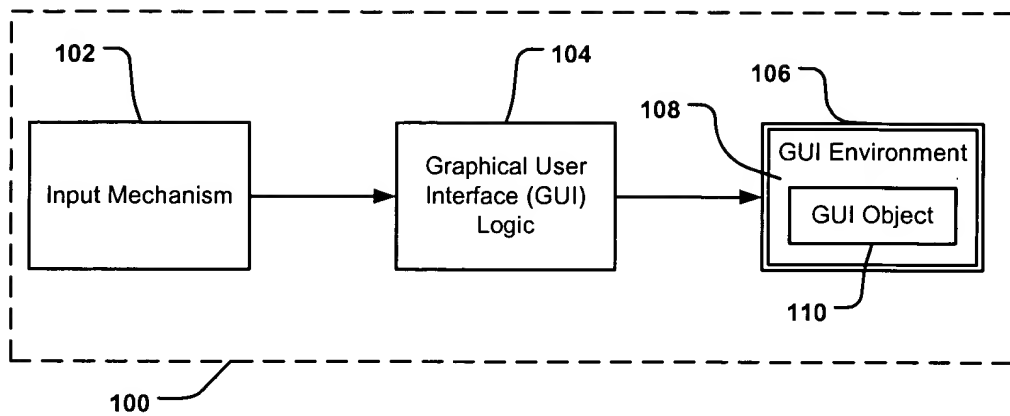 102
104
106
108
Input Mechanism
Graphical User
Interface (GUI)
Logic
GUI Environment
GUI Object
110
100